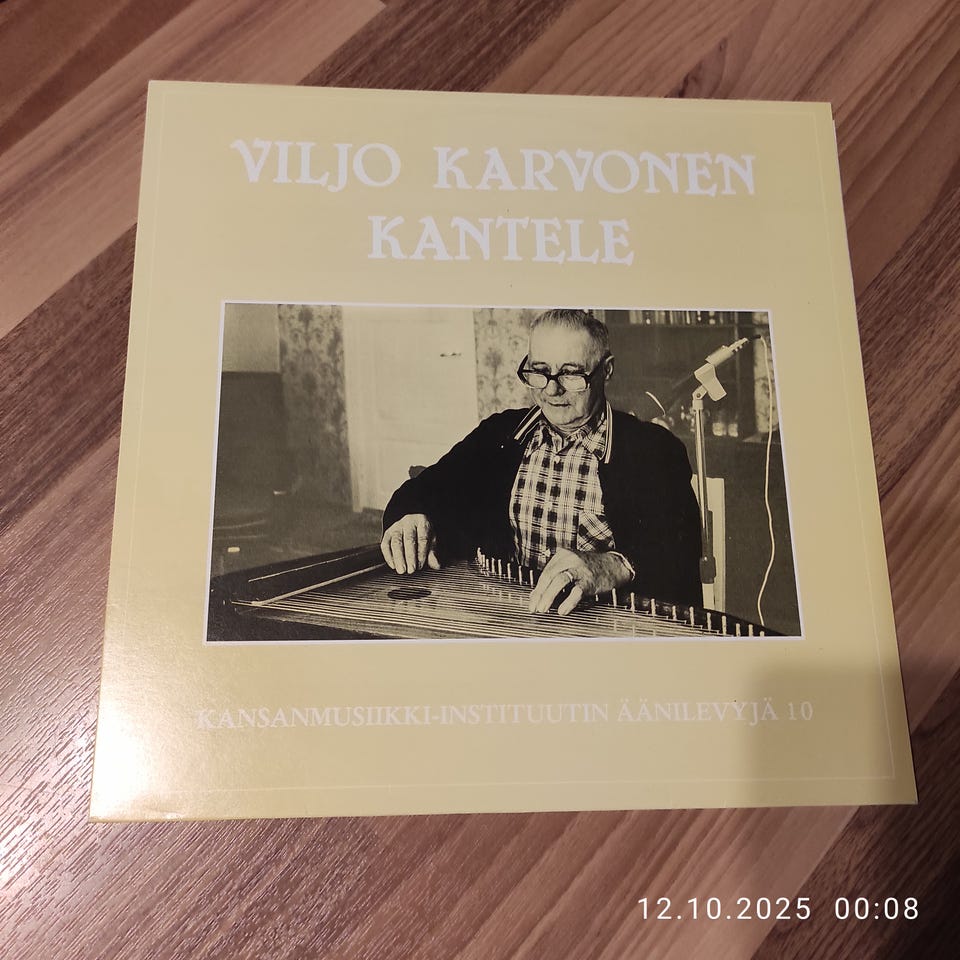 VILJO KARVONEN
KANTELE
KANSANMUSIIKKI-INSTITUUTIN ÄÄNILEVYJÄ 10
12.10.2025 00:08